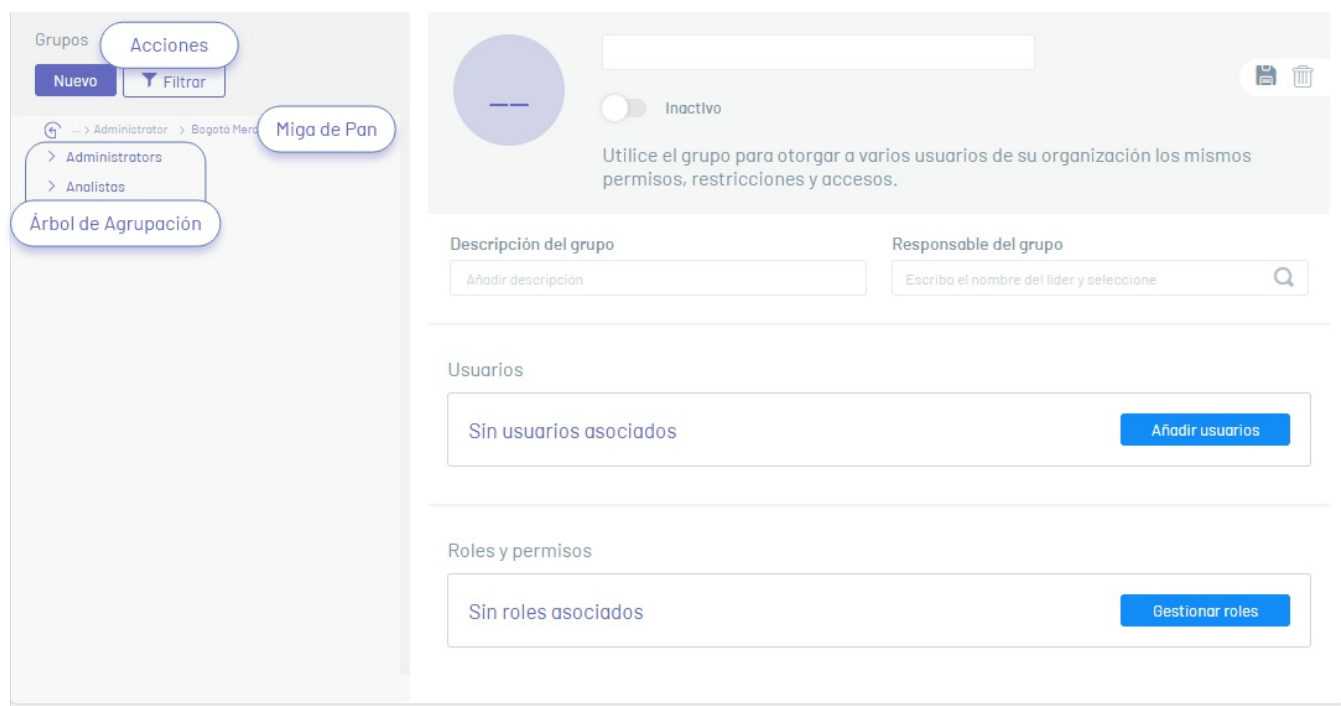 Grupos
Acciones
Nuevo
Filtrar
... > Administrator > Bogotá Merc
Miga de Pan
> Administrators
> Analistas
Árbol de Agrupación
__
Inactivo
Utilice el grupo para otorgar a varios usuarios de su organización los mismos
permisos, restricciones y accesos.
Descripción del grupo
Añadir descripción
Responsable del grupo
Escriba el nombre del lider y seleccione
Usuarios
Sin usuarios asociados
Añadir usuarios
Roles y permisos
Sin roles asociados
Gestionar roles